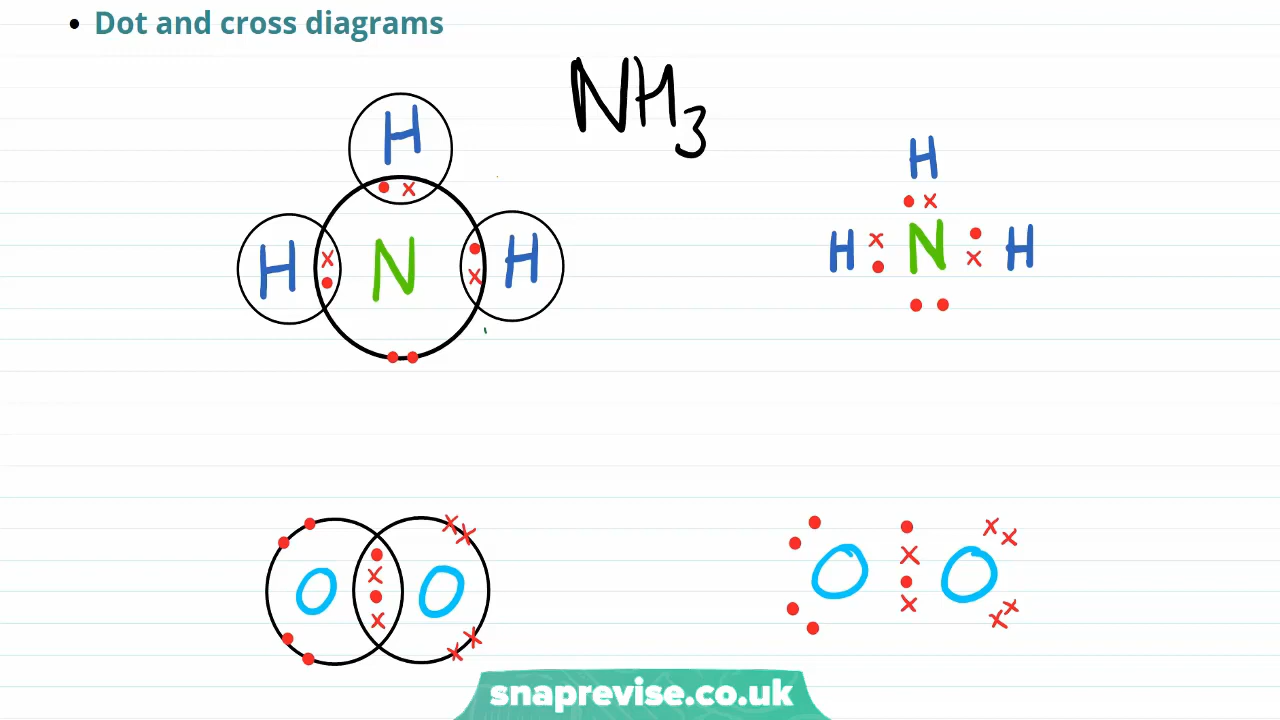 • Dot and cross diagrams
NH3
H
H
N
H
H
H
N
H
O
O
O
O
snaprevise.co.uk